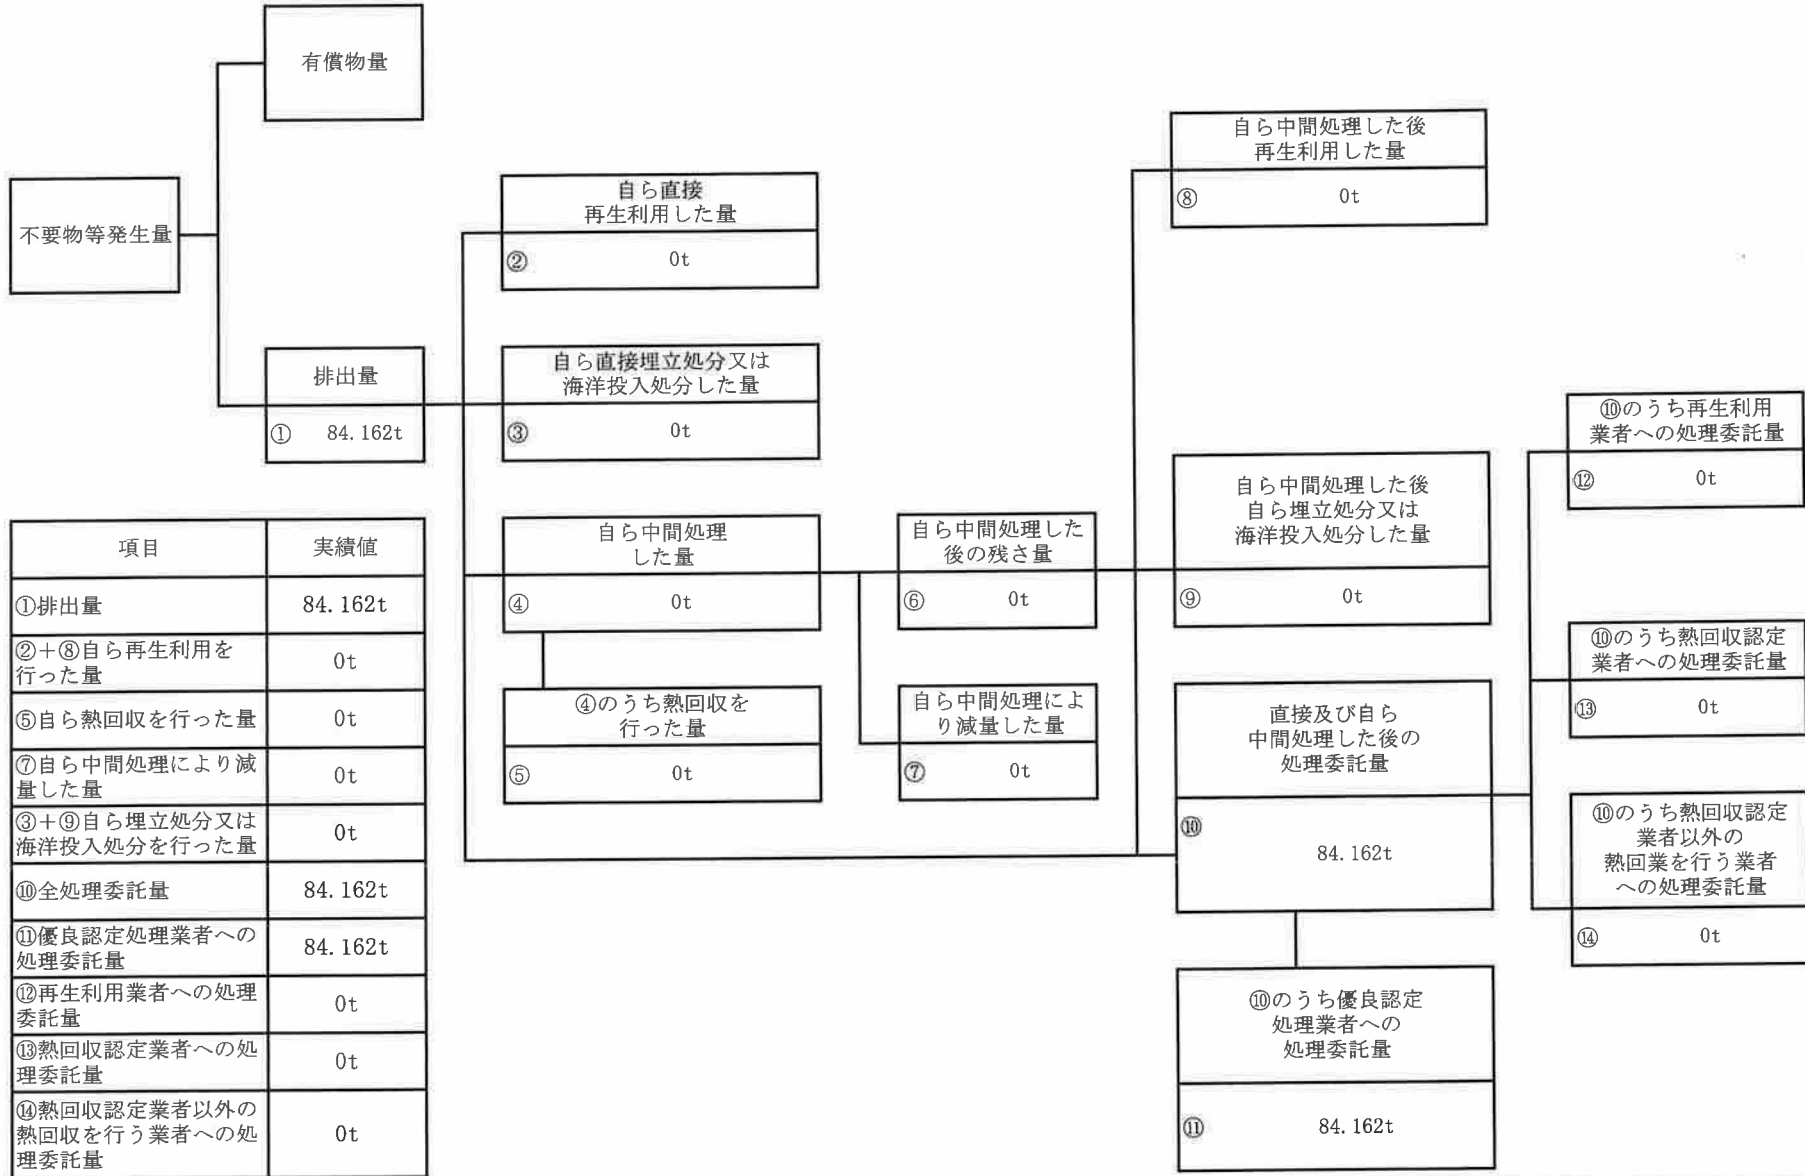 有償物量
不要物等発生量
排出量
① 84.162t
自ら直接
再生利用した量
② 0t
自ら直接埋立処分又は
海洋投入処分した量
③ 0t
自ら中間処理
した量
④ 0t
④のうち熱回収を
行った量
⑤ 0t
自ら中間処理した
後の残さ量
⑥ 0t
自ら中間処理によ
り減量した量
⑦ 0t
自ら中間処理した後
再生利用した量
⑧ 0t
自ら中間処理した後
自ら埋立処分又は
海洋投入処分した量
⑨ 0t
直接及び自ら
中間処理した後の
処理委託量
⑩
84.162t
⑩のうち優良認定
処理業者への
処理委託量
⑪ 84.162t
⑩のうち再生利用
業者への処理委託量
⑫ 0t
⑩のうち熱回収認定
業者への処理委託量
⑬ 0t
⑩のうち熱回収認定
業者以外の
熱回業を行う業者
への処理委託量
⑭ 0t
項目 実績値
①排出量 84.162t
②+⑧自ら再生利用を
行った量 0t
⑤自ら熱回収を行った量 0t
⑦自ら中間処理により減
量した量 0t
③+⑨自ら埋立処分又は
海洋投入処分を行った量 0t
⑩全処理委託量 84.162t
⑪優良認定処理業者への
処理委託量 84.162t
⑫再生利用業者への処理
委託量 0t
⑬熱回収認定業者への処
理委託量 0t
⑭熱回収認定業者以外の
熱回収を行う業者への処
理委託量 0t